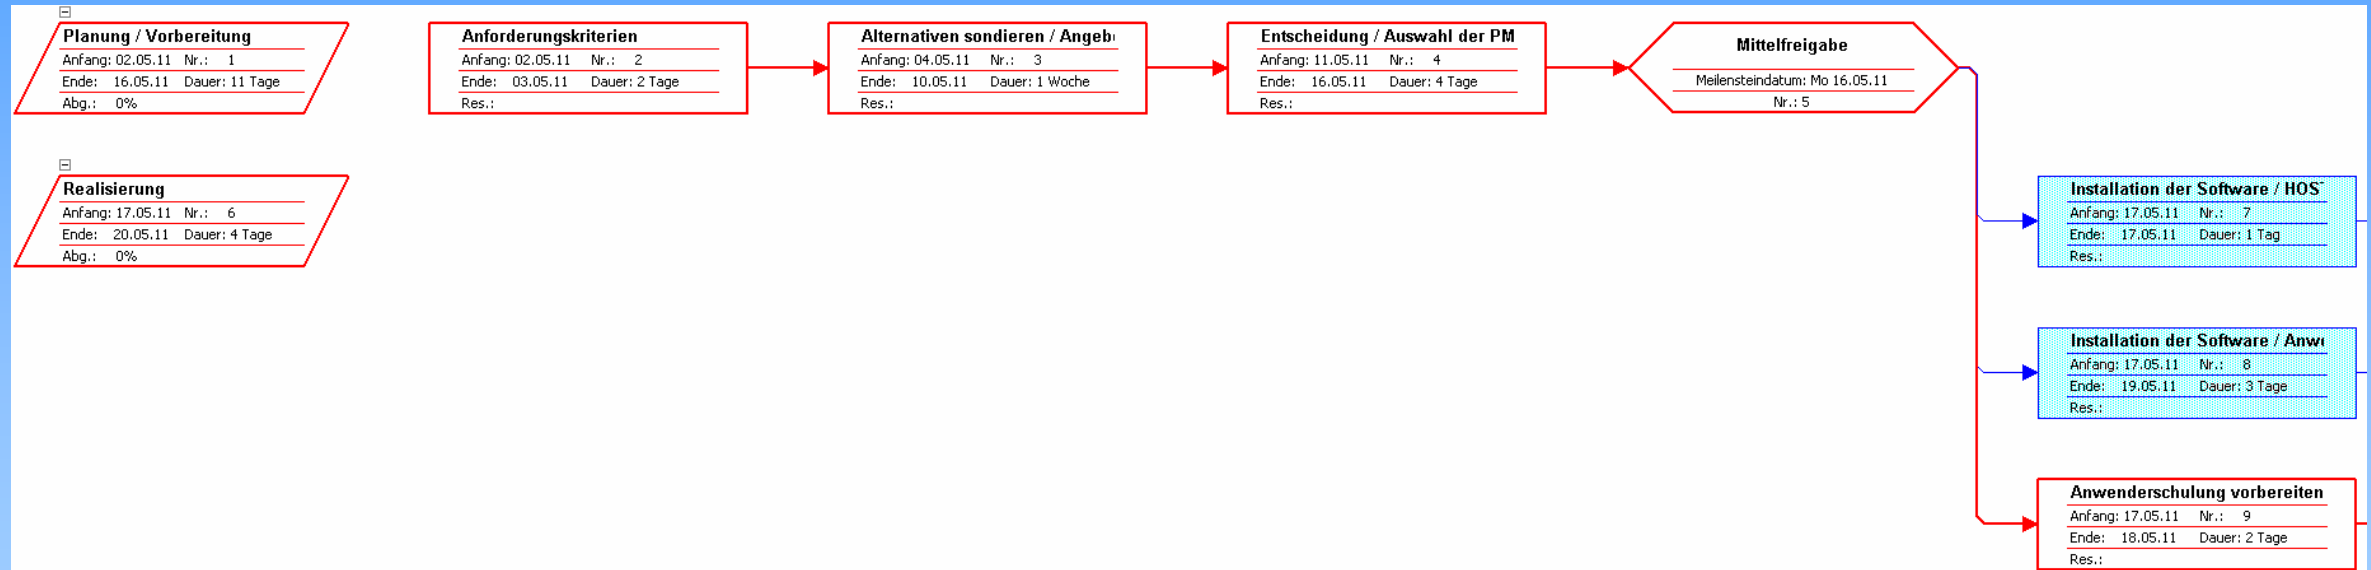 Planung / Vorbereitung
Anfang: 02.05.11 Nr.: 1
Ende: 16.05.11 Dauer: 11 Tage
Abg.: 0%
Anforderungskriterien
Anfang: 02.05.11 Nr.: 2
Ende: 03.05.11 Dauer: 2 Tage
Res.:
Alternativen sondieren /
Anfang: 04.05.11 Nr.: 3
Ende: 10.05.11 Dauer: 1 Woche
Res.:
Entscheidung / Auswahl der PM
Anfang: 11.05.11 Nr.: 4
Ende: 16.05.11 Dauer: 4 Tage
Res.:
Mittelfreigabe
Meilensteindatum: Mo 16.05.11
Nr.: 5
Realisierung
Anfang: 17.05.11 Nr.: 6
Ende: 20.05.11 Dauer: 4 Tage
Abg.: 0%
Installation der Software /
Anfang: 17.05.11 Nr.: 7
Ende: 17.05.11 Dauer: 1 Tag
Res.:
Installation der Software /
Anfang: 17.05.11 Nr.: 8
Ende: 19.05.11 Dauer: 3 Tage
Res.:
Anwenderschulung vorbereiten
Anfang: 17.05.11 Nr.: 9
Ende: 18.05.11 Dauer: 2 Tage
Res.: